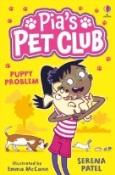 Pia's
PET CLUB
PUPPY
PROBLEM
Illustrated by
Emma McCann
SERENA
PATEL